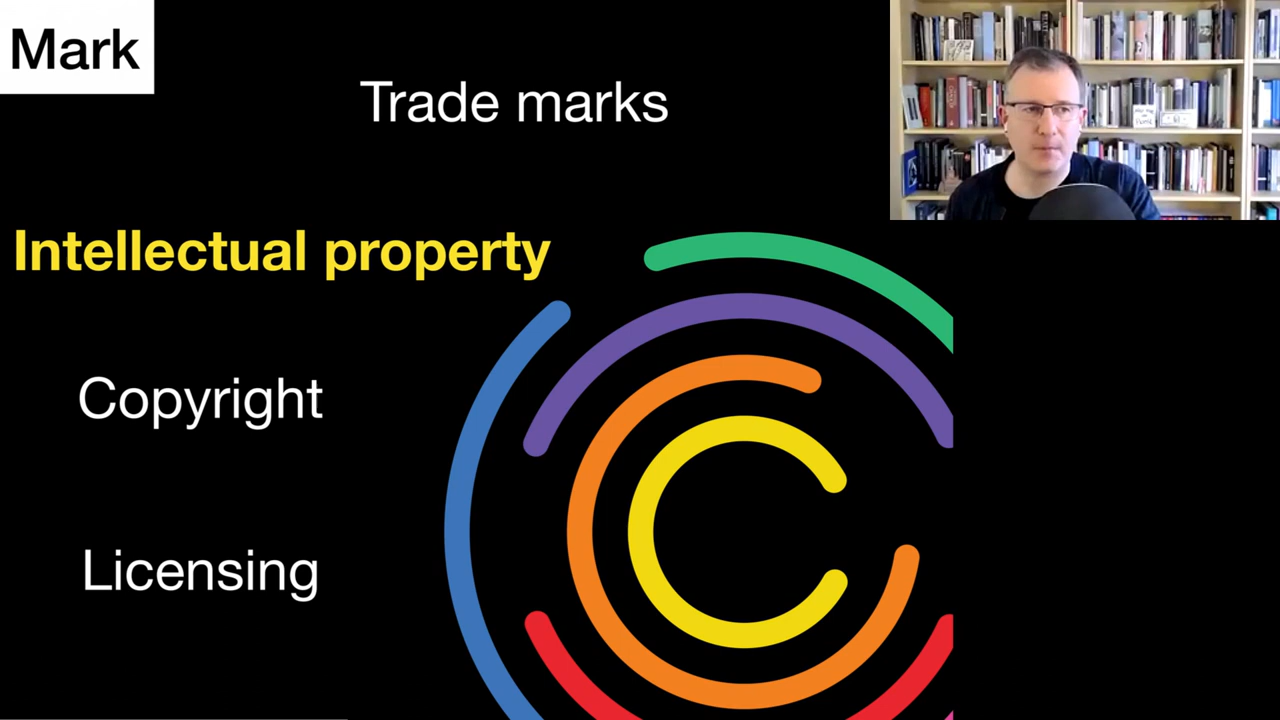 Mark
Trade marks
Intellectual property
Copyright
Licensing